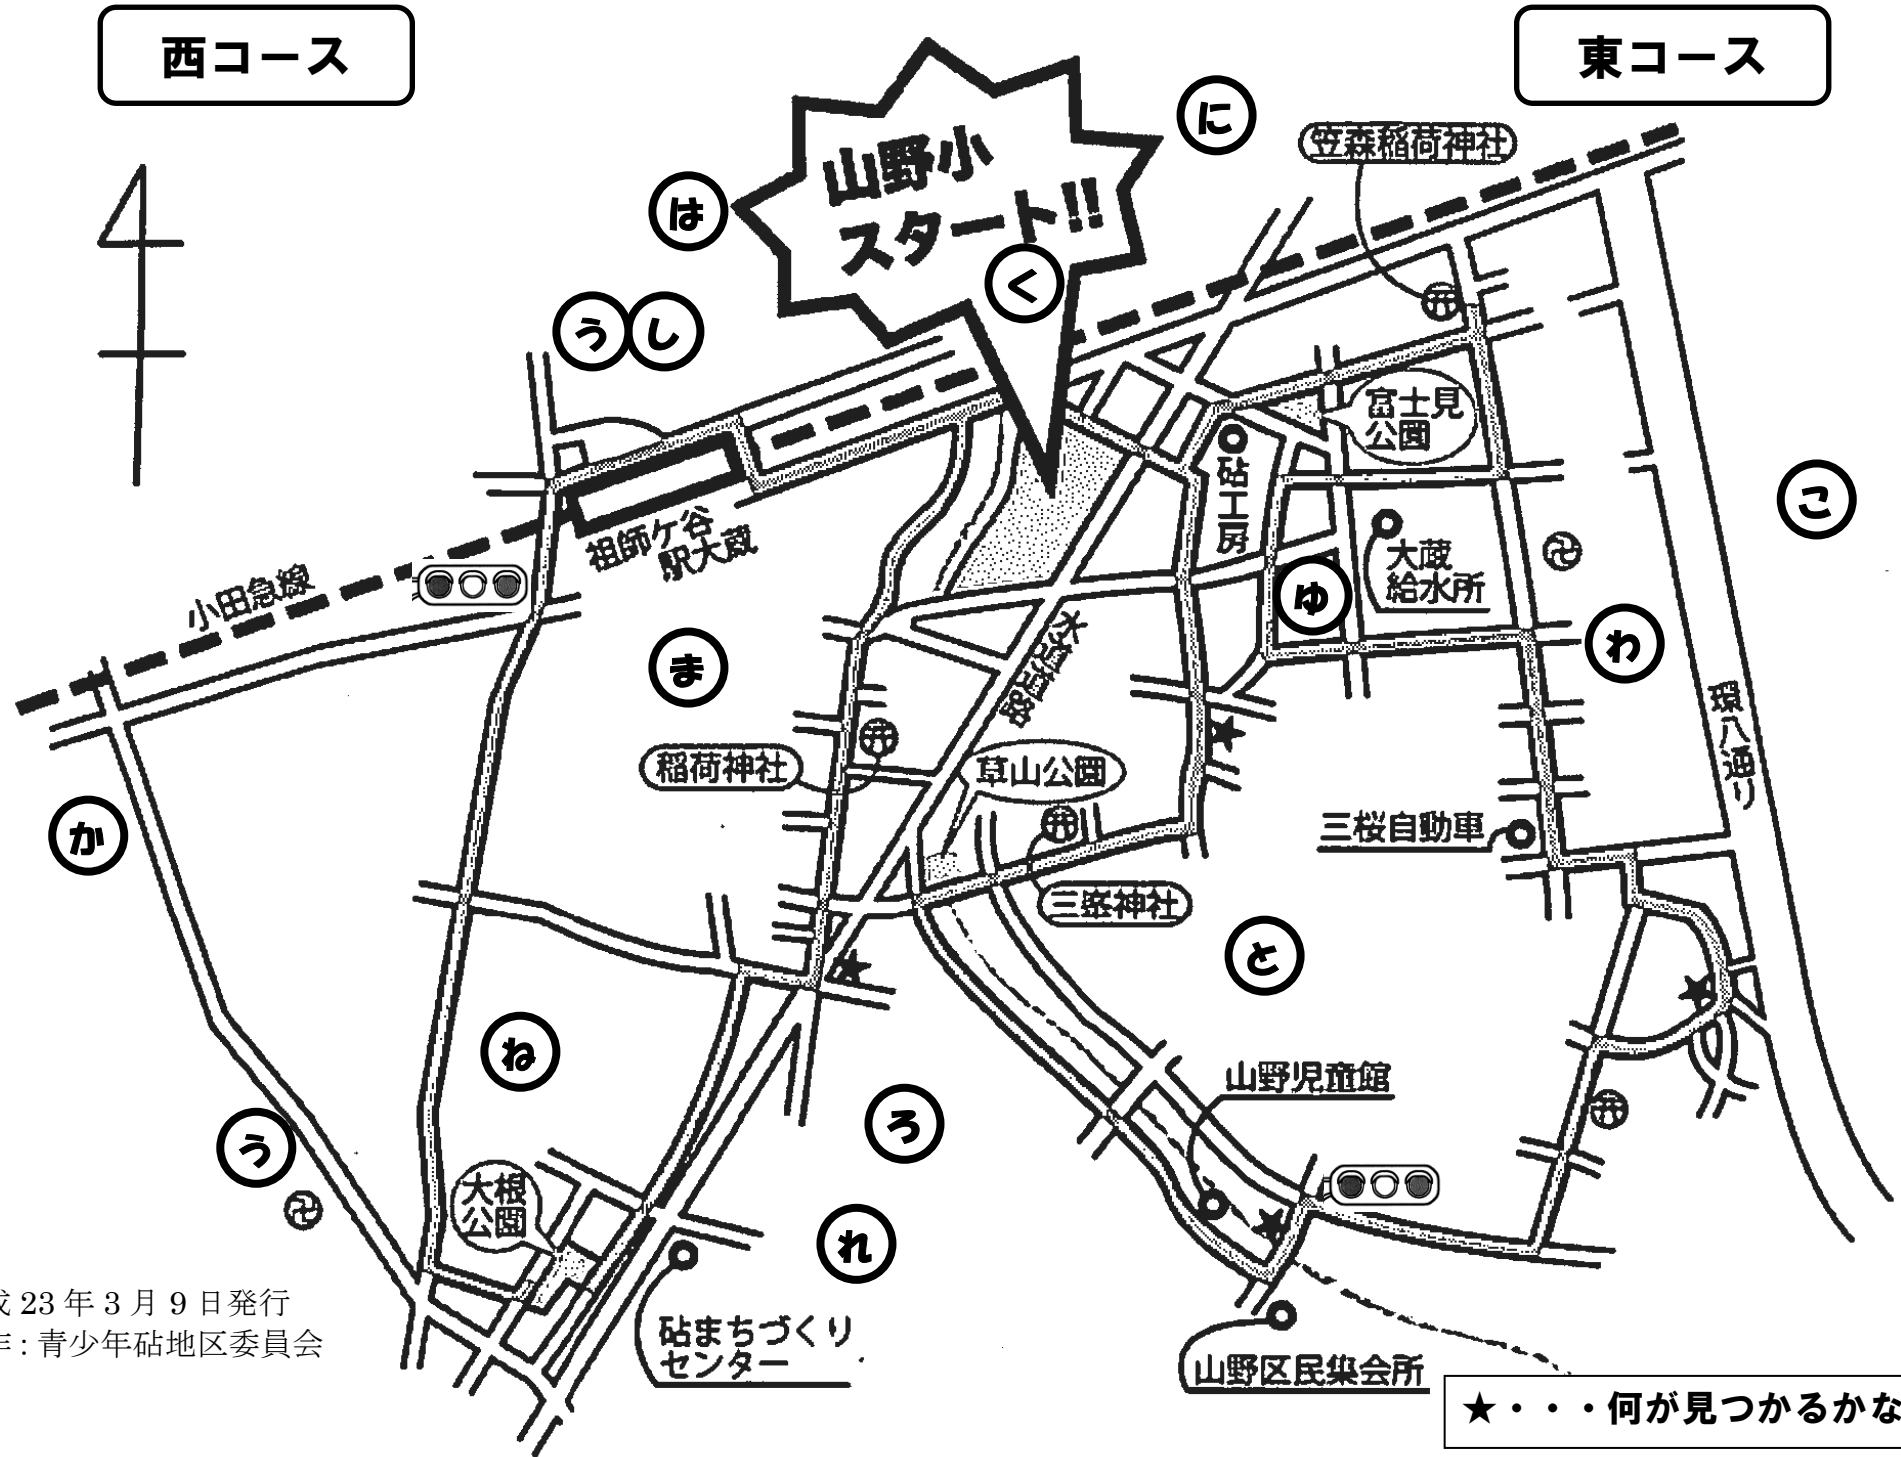 西コース
東コース
山野小
スタート!!
に
は
く
う
し
笠森稲荷神社
富士見
公園
砧工房
こ
祖師ケ谷
駅大蔵
大蔵
給水所
小田急線
ゆ
わ
ま
稲荷神社
草山公園
環八通り
か
三桜自動車
三峯神社
と
ね
山野児童館
ろ
う
大根
公園
れ
23年3月9日発行
:青少年砧地区委員会
砧まちづくり
センター
山野区民集会所
★・・・何が見つかるかな